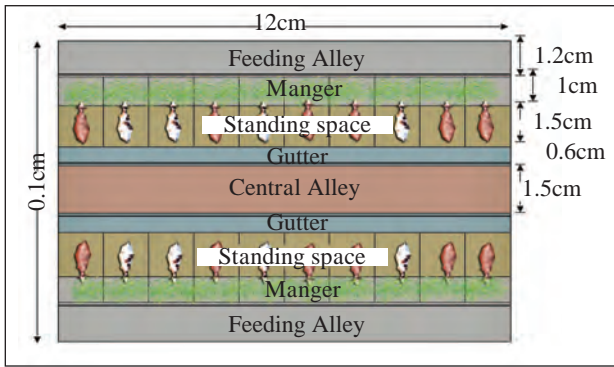 12cm
Feeding Alley
1.2cm
Manger
1cm
Standing space
1.5cm
Gutter
0.6cm
Central Alley
1.5cm
0.1cm
Gutter
Standing space
Manger
Feeding Alley